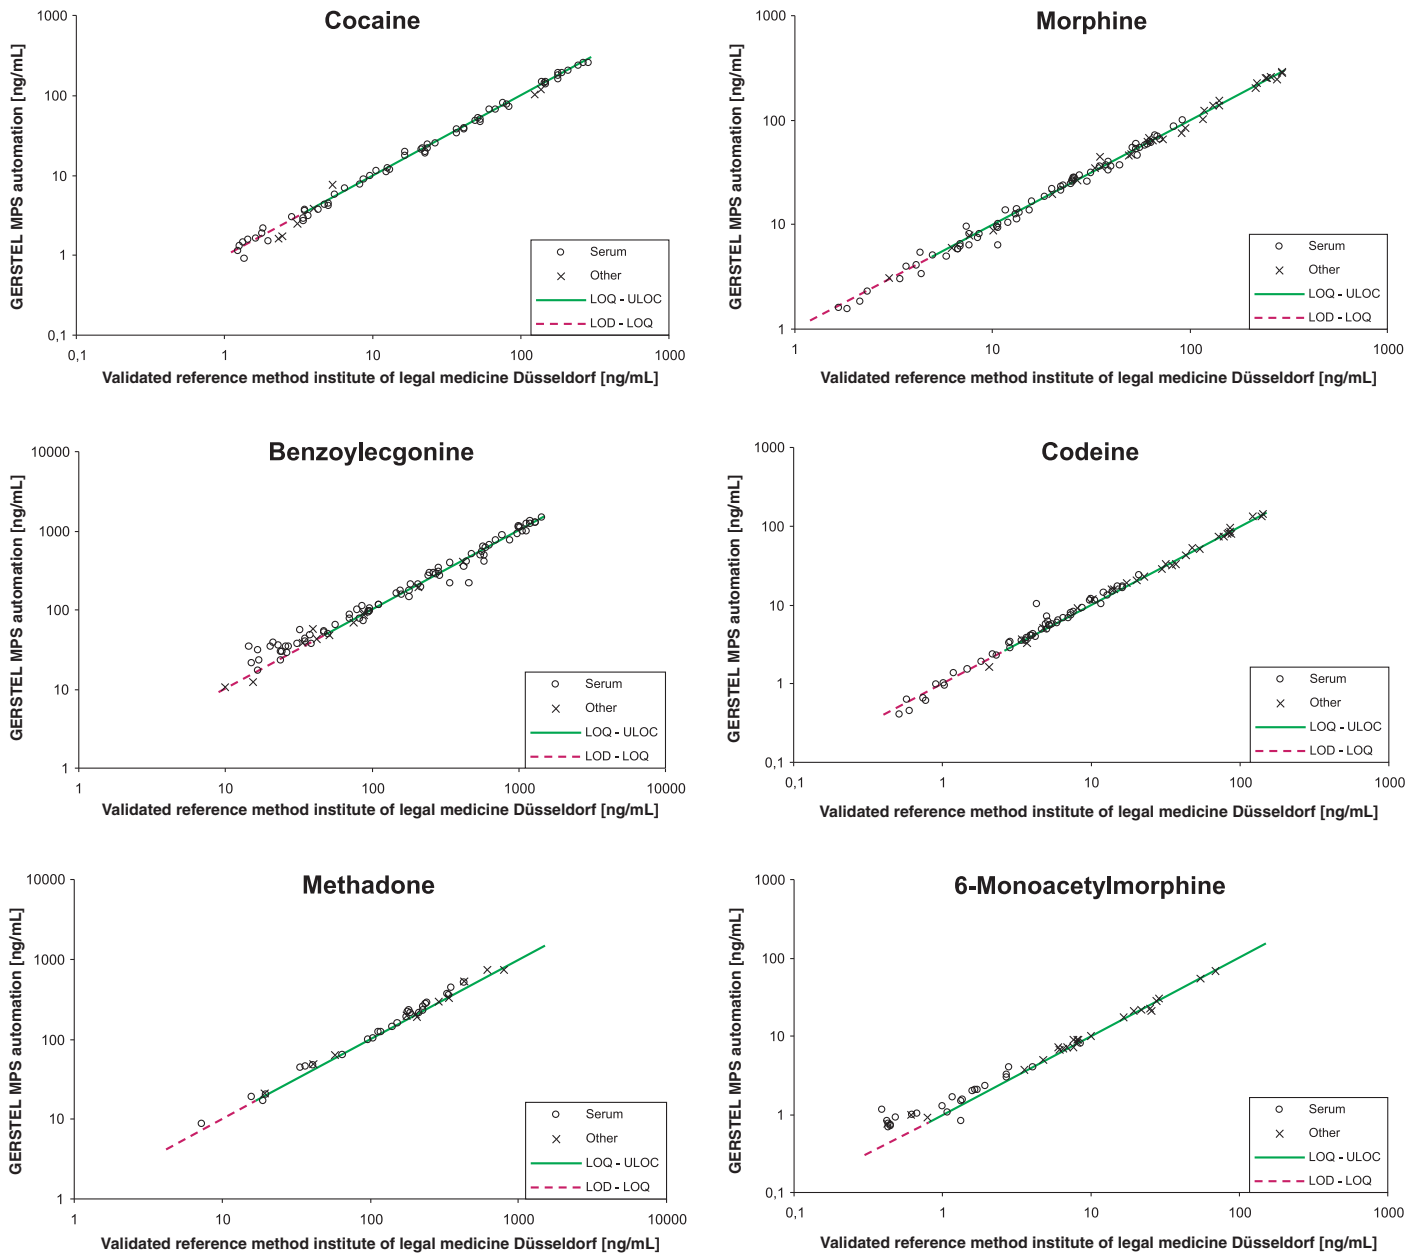 Cocaine
GERSTEL MPS automation [ng/mL]
1000
100
10
1
0,1
0,1
1
10
100
1000
Serum
Other
LOQ - ULOC
LOD - LOQ
Validated reference method institute of legal medicine Düsseldorf [ng/mL]
Morphine
GERSTEL MPS automation [ng/mL]
1000
100
10
1
1
10
100
1000
Serum
Other
LOQ - ULOC
LOD - LOQ
Validated reference method institute of legal medicine Düsseldorf [ng/mL]
Benzoylecgonine
GERSTEL MPS automation [ng/mL]
10000
1000
100
10
1
1
10
100
1000
10000
Serum
Other
LOQ - ULOC
LOD - LOQ
Validated reference method institute of legal medicine Düsseldorf [ng/mL]
Codeine
GERSTEL MPS automation [ng/mL]
1000
100
10
1
0,1
0,1
1
10
100
1000
Serum
Other
LOQ - ULOC
LOD - LOQ
Validated reference method institute of legal medicine Düsseldorf [ng/mL]
Methadone
GERSTEL MPS automation [ng/mL]
10000
1000
100
10
1
1
10
100
1000
10000
Serum
Other
LOQ - ULOC
LOD - LOQ
Validated reference method institute of legal medicine Düsseldorf [ng/mL]
6-Monoacetylmorphine
GERSTEL MPS automation [ng/mL]
1000
100
10
1
0,1
0,1
1
10
100
1000
Serum
Other
LOQ - ULOC
LOD - LOQ
Validated reference method institute of legal medicine Düsseldorf [ng/mL]